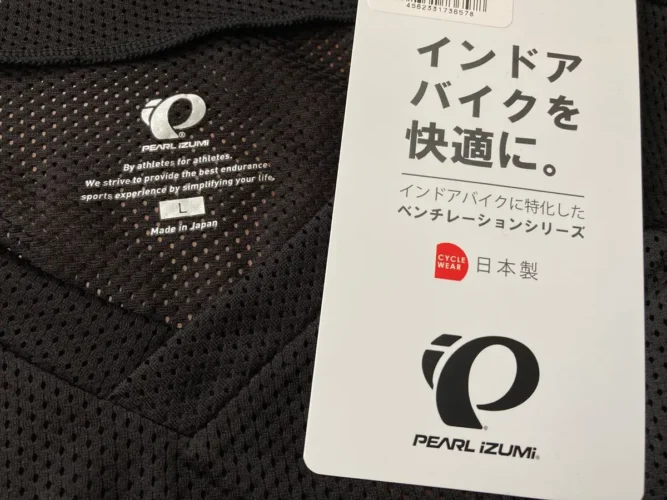 PEARL iZUMi
By athletes for athletes.
We strive to provide the best endurance
sports experience by simplifying your life.
L
Made in Japan
4562331736578
インドア
バイクを
快適に。
インドアバイクに特化した
ベンチレーションシリーズ
CYCLE
WEAR
日本製
PEARL iZUMi